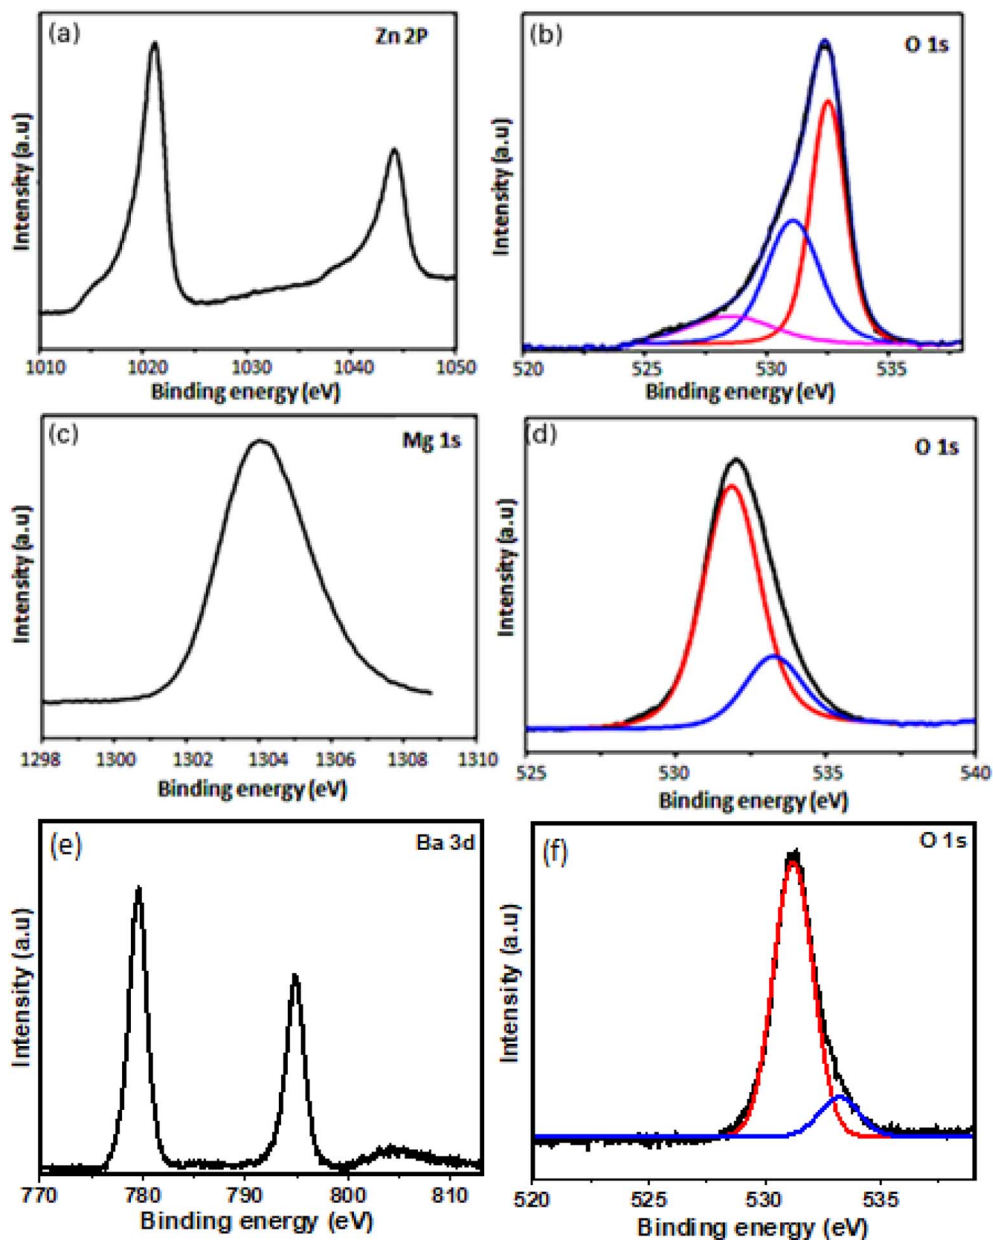 (a)
Zn 2P
Intensity (a.u)
1010 1020 1030 1040 1050
Binding energy (eV)
(b)
O 1s
Intensity (a.u)
520 525 530 535
Binding energy (eV)
(c)
Mg 1s
Intensity (a.u)
1298 1300 1302 1304 1306 1308 1310
Binding energy (eV)
(d)
O 1s
Intensity (a.u)
525 530 535 540
Binding energy (eV)
(e)
Ba 3d
Intensity (a.u)
770 780 790 800 810
Binding energy (eV)
(f)
O 1s
Intensity (a.u)
520 525 530 535
Binding energy (eV)